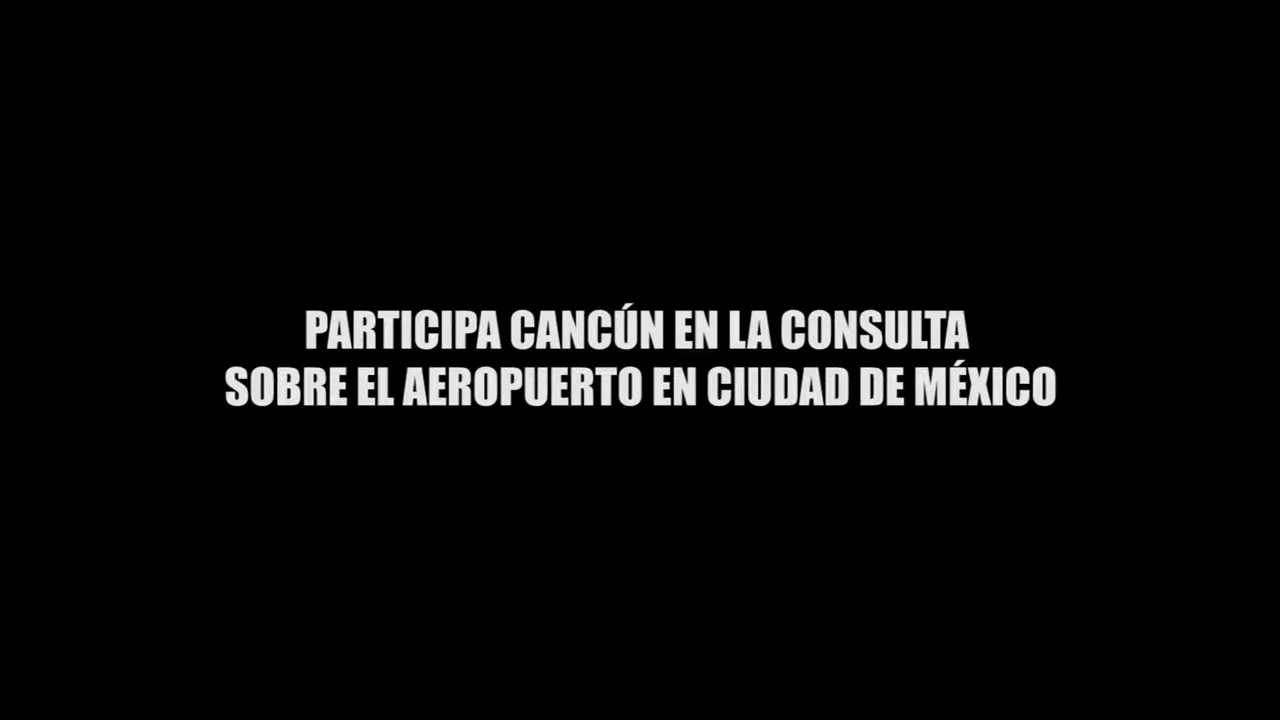 PARTICIPA CANCÚN EN LA CONSULTA
SOBRE EL AEROPUERTO EN CIUDAD DE MÉXICO